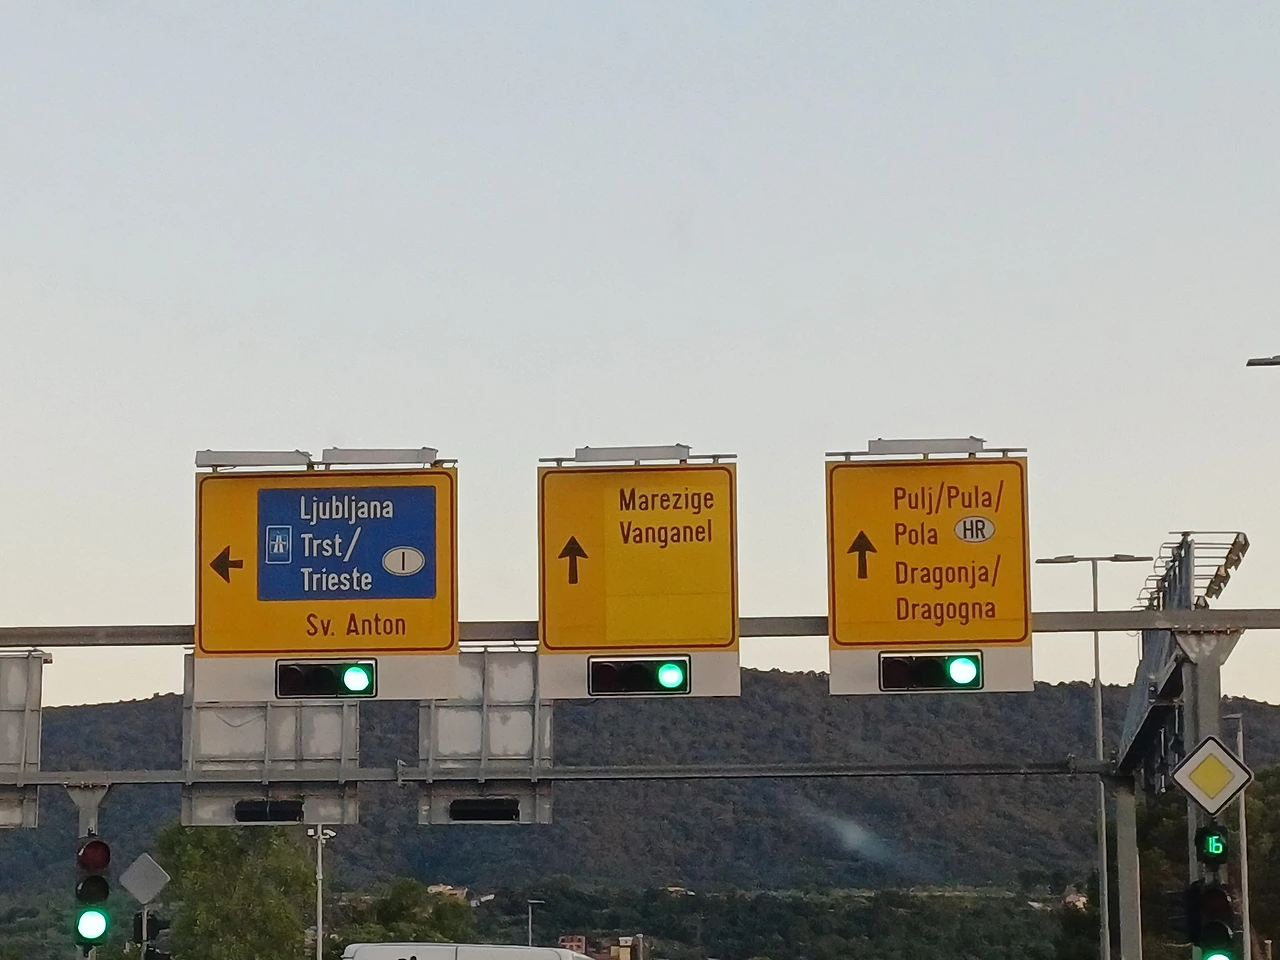 Ljubljana
Trst/
Trieste
I
Sv. Anton
Marezige
Vanganel
Pulj/Pula/
Pola HR
Dragonja/
Dragogna
16